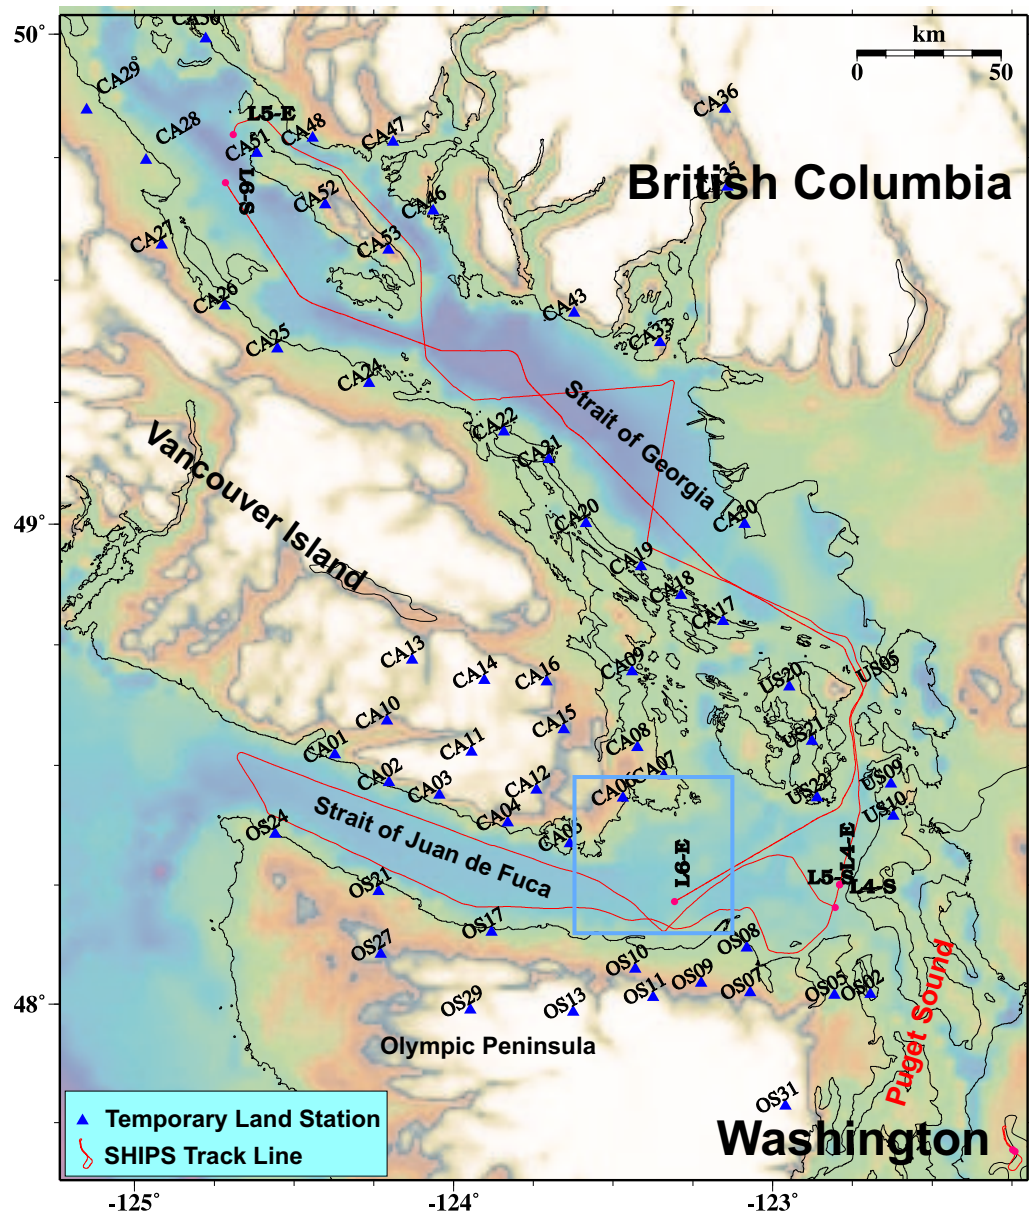 50˚
km
0
50
CA50
CA29
CA36
L5-E
CA28
CA48
CA47
CA51
British Columbia
CA35
L6-S
CA52
CA46
CA27
CA53
CA26
CA43
CA25
CA33
CA24
Strait of Georgia
CA22
Vancouver Island
CA21
49˚
CA20
CA30
CA19
CA18
CA17
CA13
CA09
CA14
CA16
US20
US05
CA10
CA15
CA01
CA11
CA08
US21
CA02
CA03
CA12
CA07
CA06
US22
US09
US10
Strait of Juan de Fuca
CA04
CA05
OS24
L6-E
L4-E
L5-S
L4-S
OS21
OS17
OS08
OS27
OS10
OS09
OS11
OS07
OS05
OS02
48˚
OS29
OS13
Puget Sound
Olympic Peninsula
OS31
Temporary Land Station
SHIPS Track Line
Washington
-125˚
-124˚
-123˚